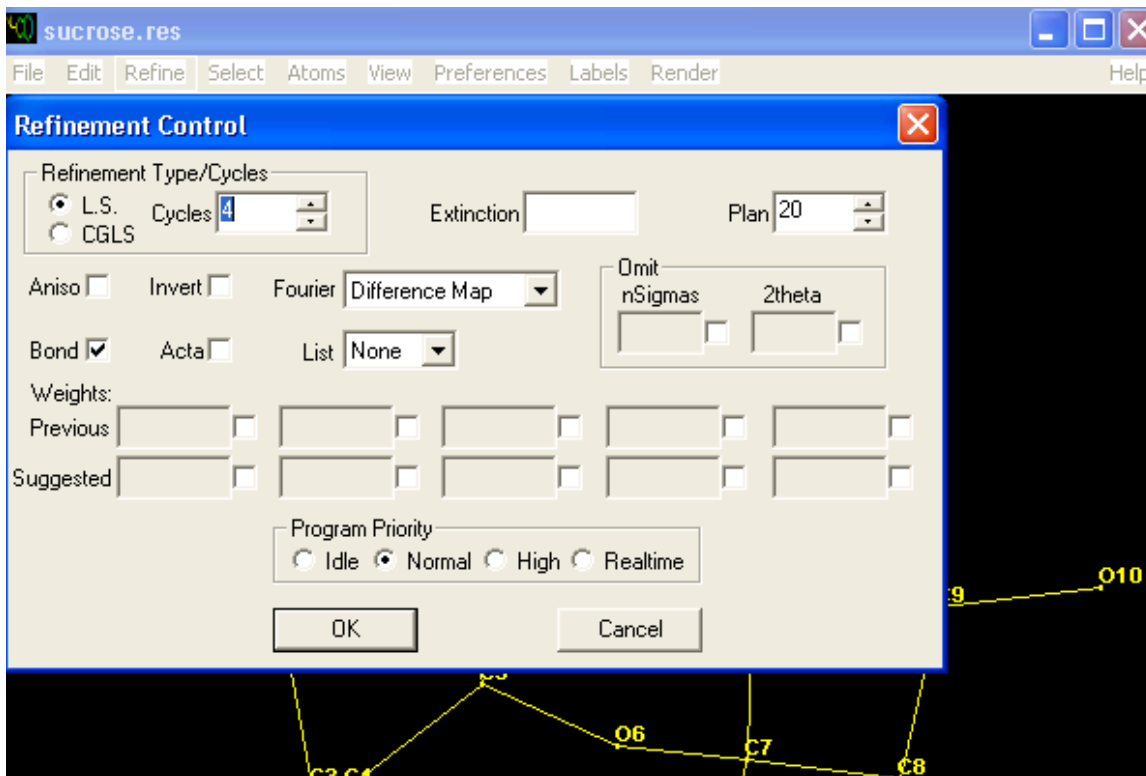 sucrose.res
File Edit Refine Select Atoms View Preferences Labels Render Help
Refinement Control
Refinement Type/Cycles
L.S. Cycles 4 Extinction Plan 20
CGLS
Omit
Aniso Invert Fourier Difference Map nSigmas 2theta
Bond Acta List None
Weights:
Previous
Suggested
Program Priority
Idle Normal High Realtime
O10
OK Cancel
O6
C7
C8